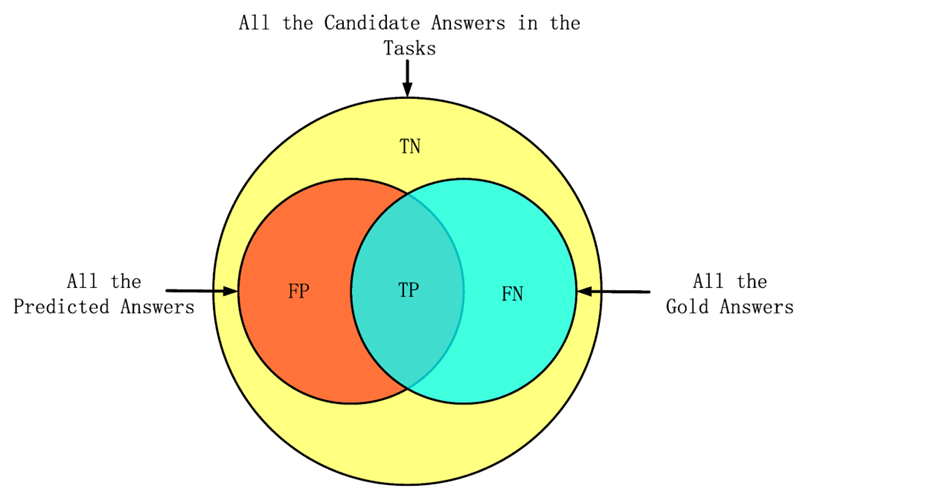 All the Candidate Answers in the
Tasks
TN
All the
Predicted Answers
FP
TP
FN
All the
Gold Answers